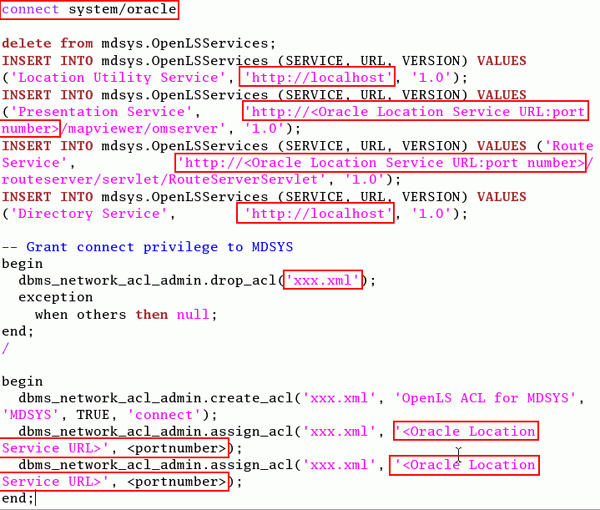 connect system/oracle
delete from mdsys.OpenLSServices;
INSERT INTO mdsys.OpenLSServices (SERVICE, URL, VERSION) VALUES
('Location Utility Service', 'http://localhost', '1.0');
INSERT INTO mdsys.OpenLSServices (SERVICE, URL, VERSION) VALUES
('Presentation Service', 'http://<Oracle Location Service URL:port
number>/mapviewer/omserver', '1.0');
INSERT INTO mdsys.OpenLSServices (SERVICE, URL, VERSION) VALUES ('Route
Service', 'http://<Oracle Location Service URL:port number>/
routeserver/servlet/RouteServerServlet', '1.0');
INSERT INTO mdsys.OpenLSServices (SERVICE, URL, VERSION) VALUES
('Directory Service', 'http://localhost', '1.0');
-- Grant connect privilege to MDSYS
begin
dbms_network_acl_admin.drop_acl('xxx.xml');
exception
when others then null;
end;
/
begin
dbms_network_acl_admin.create_acl('xxx.xml', 'OpenLS ACL for MDSYS',
'MDSYS', TRUE, 'connect');
dbms_network_acl_admin.assign_acl('xxx.xml', '<Oracle Location
Service URL>', <portnumber>);
dbms_network_acl_admin.assign_acl('xxx.xml', '<Oracle Location
Service URL>', <portnumber>);
end;